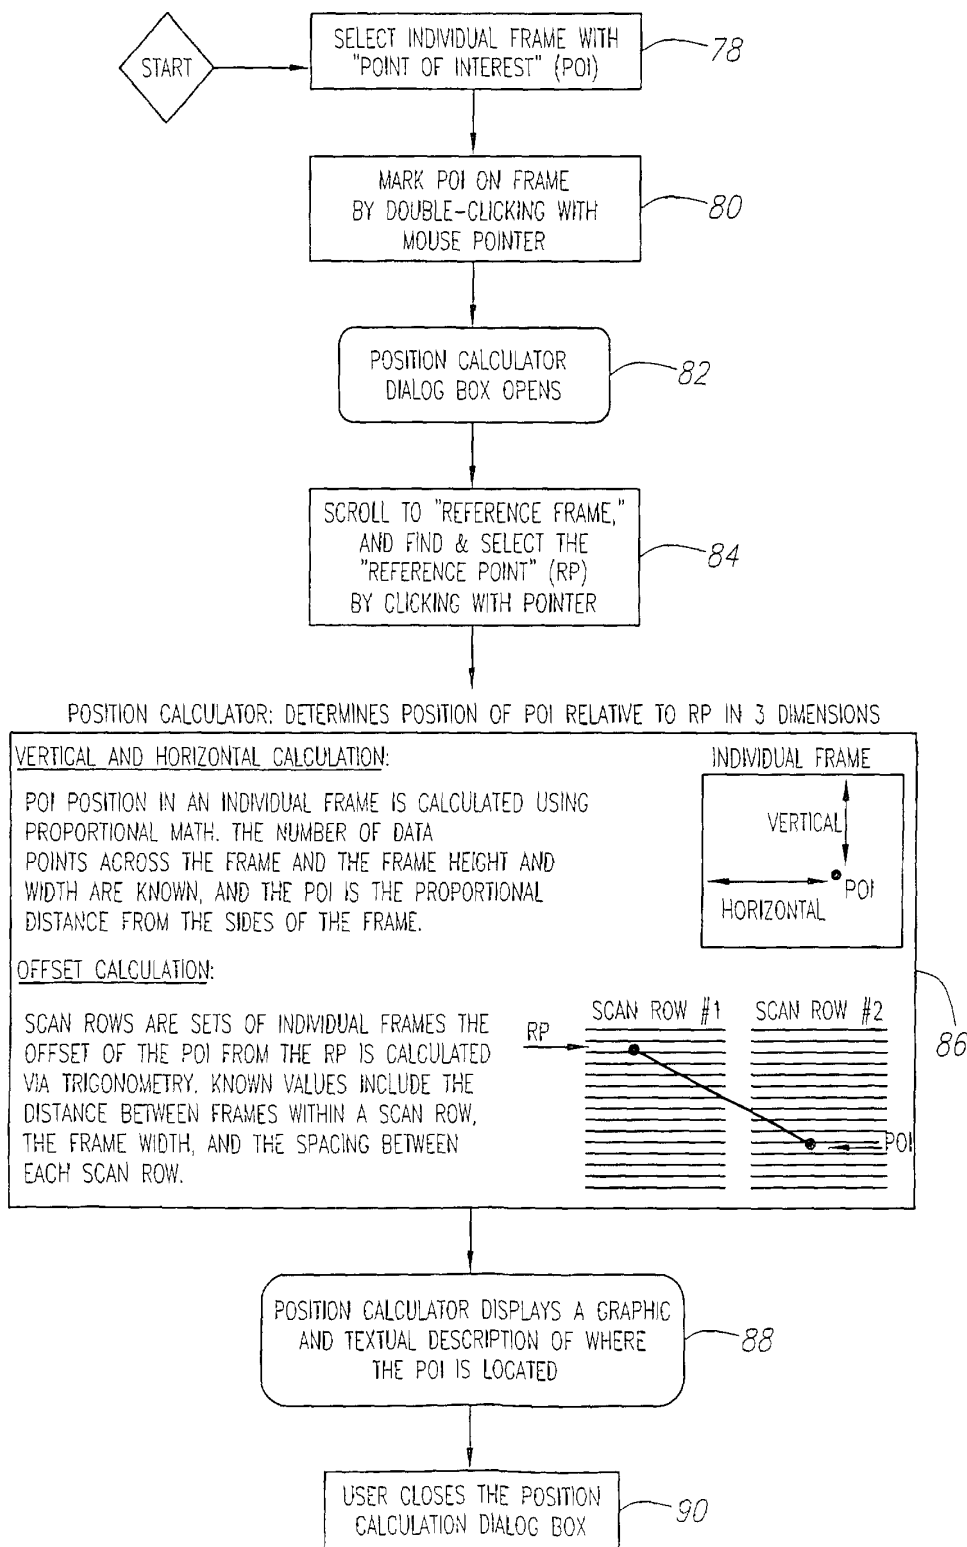 START
SELECT INDIVIDUAL FRAME WITH
"POINT OF INTEREST" (POI)
78
MARK POI ON FRAME
BY DOUBLE-CLICKING WITH
MOUSE POINTER
80
POSITION CALCULATOR
DIALOG BOX OPENS
82
SCROLL TO "REFERENCE FRAME,"
AND FIND & SELECT THE
"REFERENCE POINT" (RP)
BY CLICKING WITH POINTER
84
POSITION CALCULATOR: DETERMINES POSITION OF POI RELATIVE TO RP IN 3 DIMENSIONS
VERTICAL AND HORIZONTAL CALCULATION:
POI POSITION IN AN INDIVIDUAL FRAME IS CALCULATED USING
PROPORTIONAL MATH. THE NUMBER OF DATA
POINTS ACROSS THE FRAME AND THE FRAME HEIGHT AND
WIDTH ARE KNOWN, AND THE POI IS THE PROPORTIONAL
DISTANCE FROM THE SIDES OF THE FRAME.
INDIVIDUAL FRAME
VERTICAL
POI
HORIZONTAL
OFFSET CALCULATION:
SCAN ROWS ARE SETS OF INDIVIDUAL FRAMES THE
OFFSET OF THE POI FROM THE RP IS CALCULATED
VIA TRIGONOMETRY. KNOWN VALUES INCLUDE THE
DISTANCE BETWEEN FRAMES WITHIN A SCAN ROW,
THE FRAME WIDTH, AND THE SPACING BETWEEN
EACH SCAN ROW.
SCAN ROW #1
SCAN ROW #2
RP
POI
86
POSITION CALCULATOR DISPLAYS A GRAPHIC
AND TEXTUAL DESCRIPTION OF WHERE
THE POI IS LOCATED
88
USER CLOSES THE POSITION
CALCULATION DIALOG BOX
90